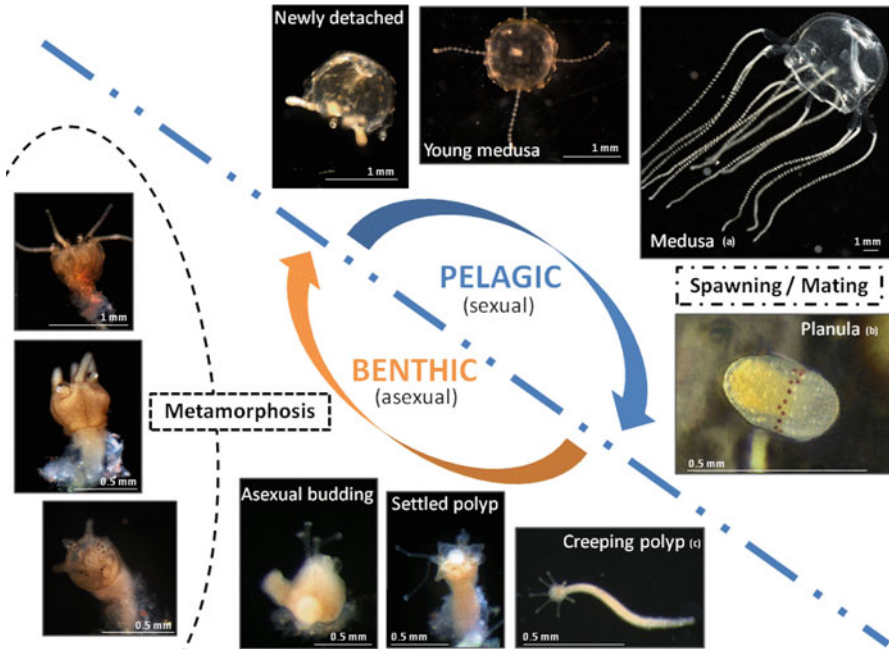 Newly detached
1 mm
Young medusa
1 mm
Medusa (a)
1 mm
PELAGIC
(sexual)
Spawning / Mating
Planula (b)
0.5 mm
BENTHIC
(asexual)
1 mm
Metamorphosis
0.5 mm
0.5 mm
Asexual budding
0.5 mm
Settled polyp
0.5 mm
Creeping polyp (c)
0.5 mm